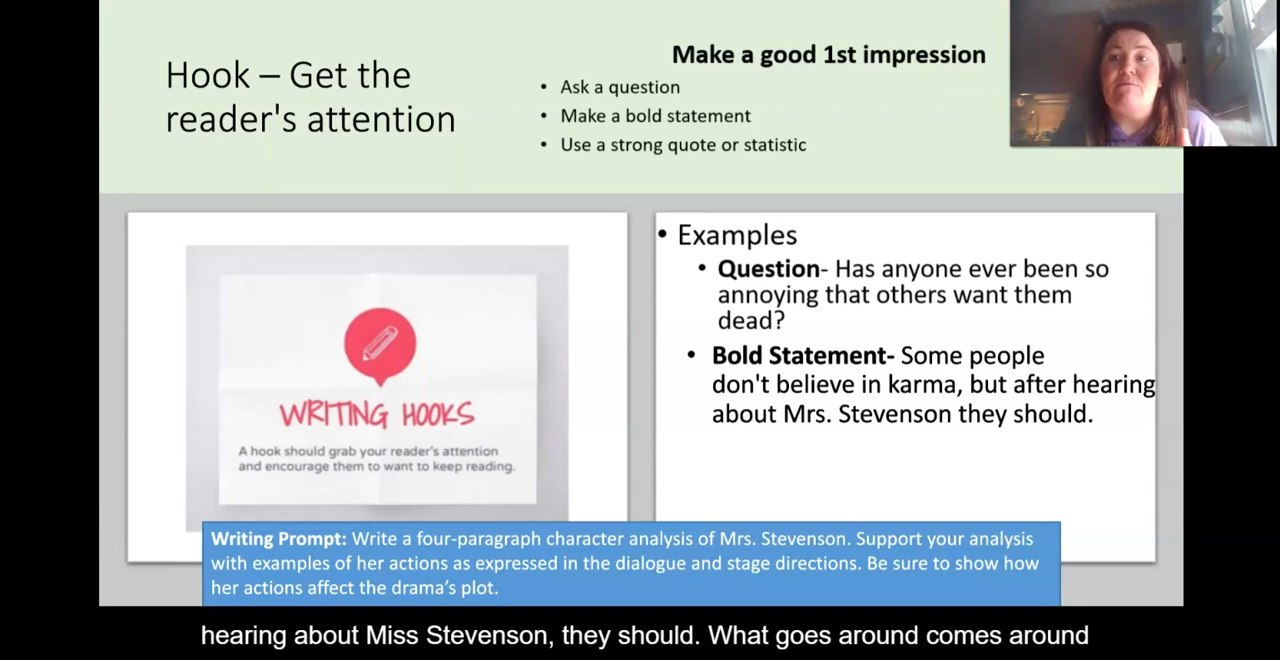 Hook – Get the
reader's attention
Make a good 1st impression
• Ask a question
• Make a bold statement
• Use a strong quote or statistic
WRITING HOOKS
A hook should grab your reader's attention
and encourage them to want to keep reading.
• Examples
• Question- Has anyone ever been so
annoying that others want them
dead?
• Bold Statement- Some people
don't believe in karma, but after hearing
about Mrs. Stevenson they should.
Writing Prompt: Write a four-paragraph character analysis of Mrs. Stevenson. Support your analysis
with examples of her actions as expressed in the dialogue and stage directions. Be sure to show how
her actions affect the drama's plot.
hearing about Miss Stevenson, they should. What goes around comes around